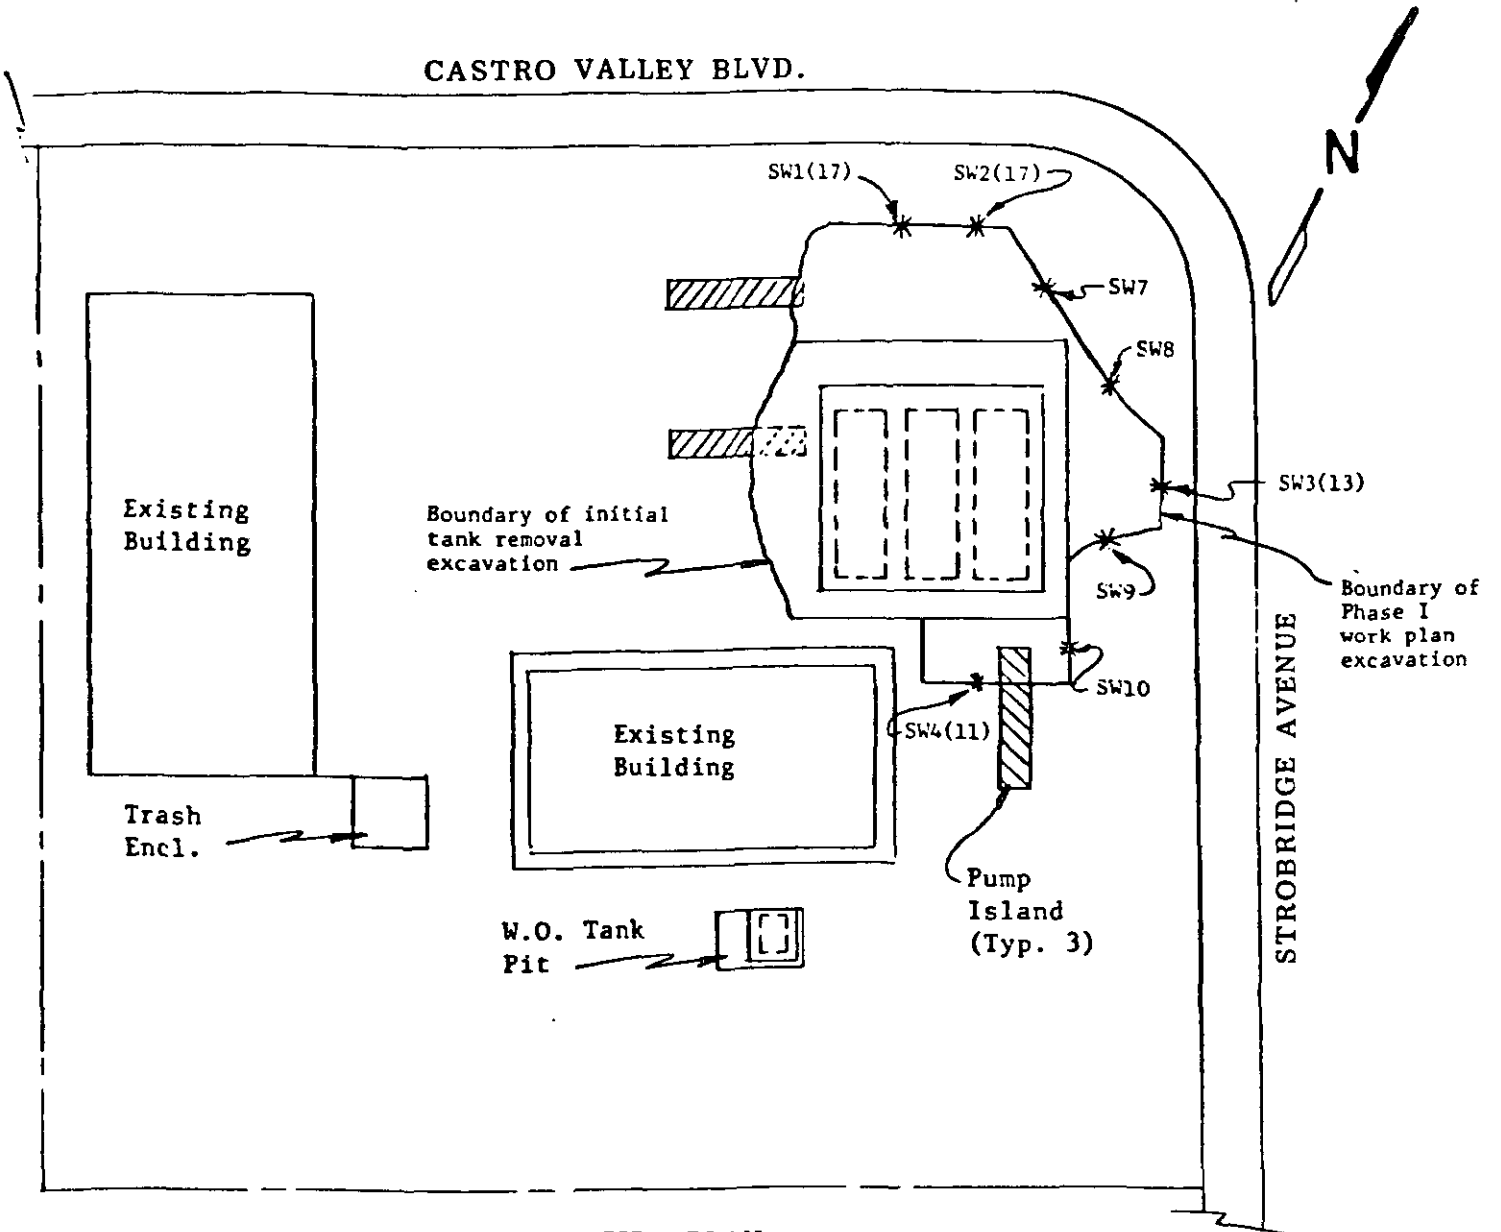 CASTRO VALLEY BLVD.
N
SW1(17)
SW2(17)
SW7
SW8
SW3(13)
SW9
Existing
Building
Boundary of initial
tank removal
excavation
Boundary of
Phase I
work plan
excavation
SW10
SW4(11)
Existing
Building
STROBRIDGE AVENUE
Trash
Encl.
Pump
Island
(Typ. 3)
W.O. Tank
Pit